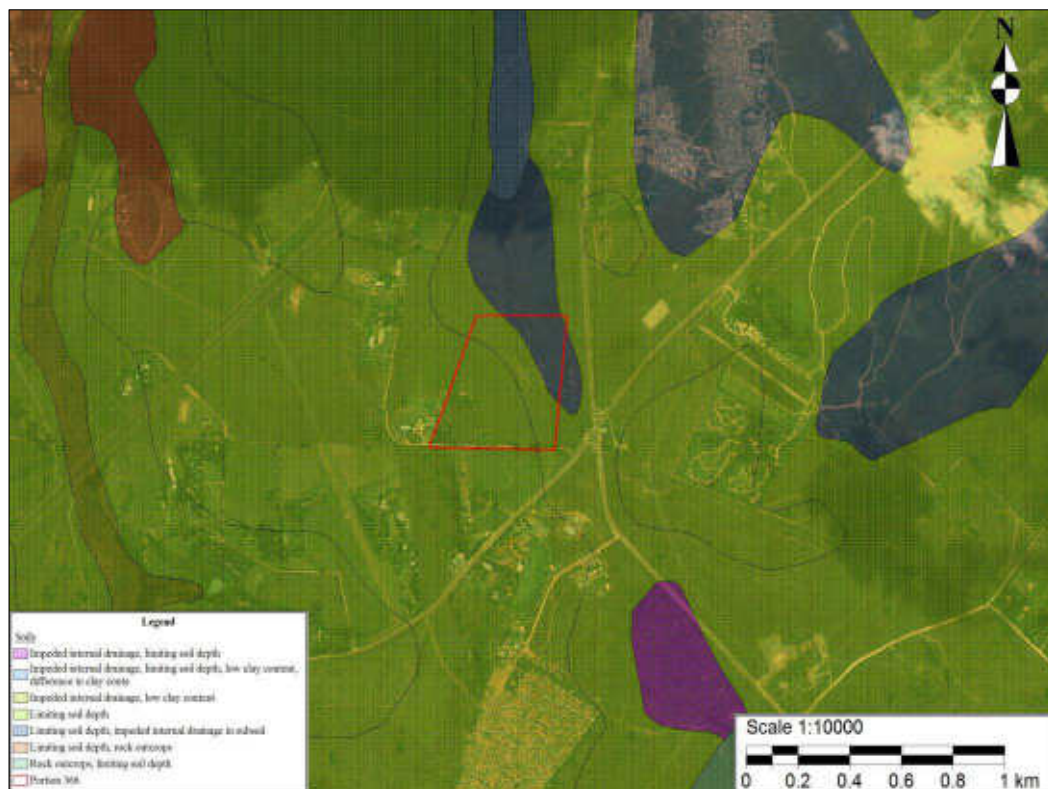 N
Legend
Soils
Impeded internal drainage, limiting soil depth
Impeded internal drainage, limiting soil depth, low clay content,
difference in clay conte
Impeded internal drainage, low clay content
Limiting soil depth
Limiting soil depth, impeded internal drainage in subsoil
Limiting soil depth, rock outcrops
Rock outcrops, limiting soil depth
Portion 366
Scale 1:10000
0 0.2 0.4 0.6 0.8 1 km